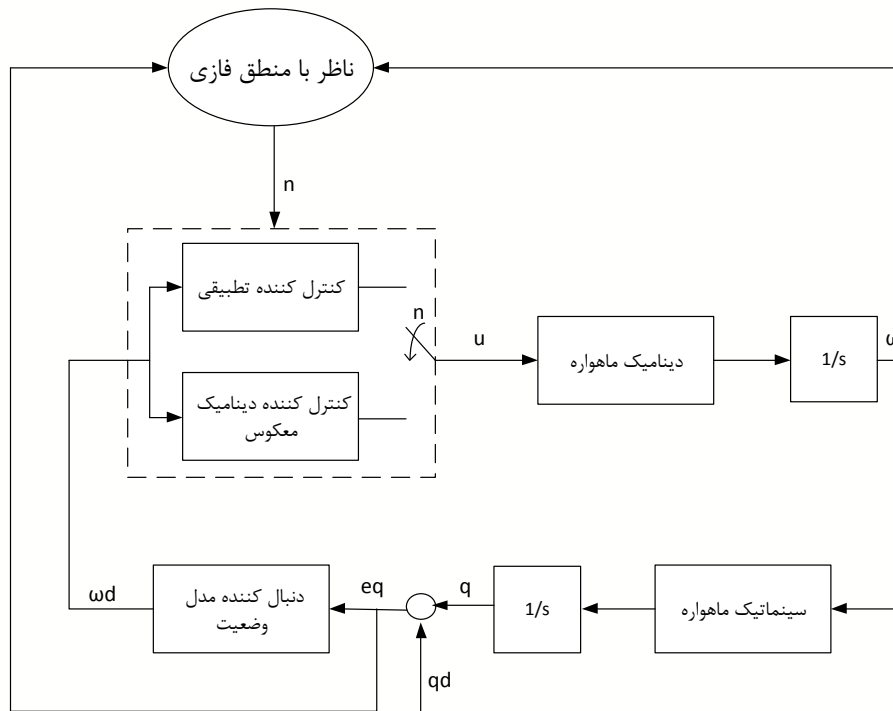 ناظر با منطق فازی
n
کنترل کننده تطبیقی
n
u
دینامیک ماهواره
1/s
ω
کنترل کننده دینامیک
معکوس
ωd
دنبال کننده مدل
وضعیت
eq
q
1/s
سینماتیک ماهواره
qd